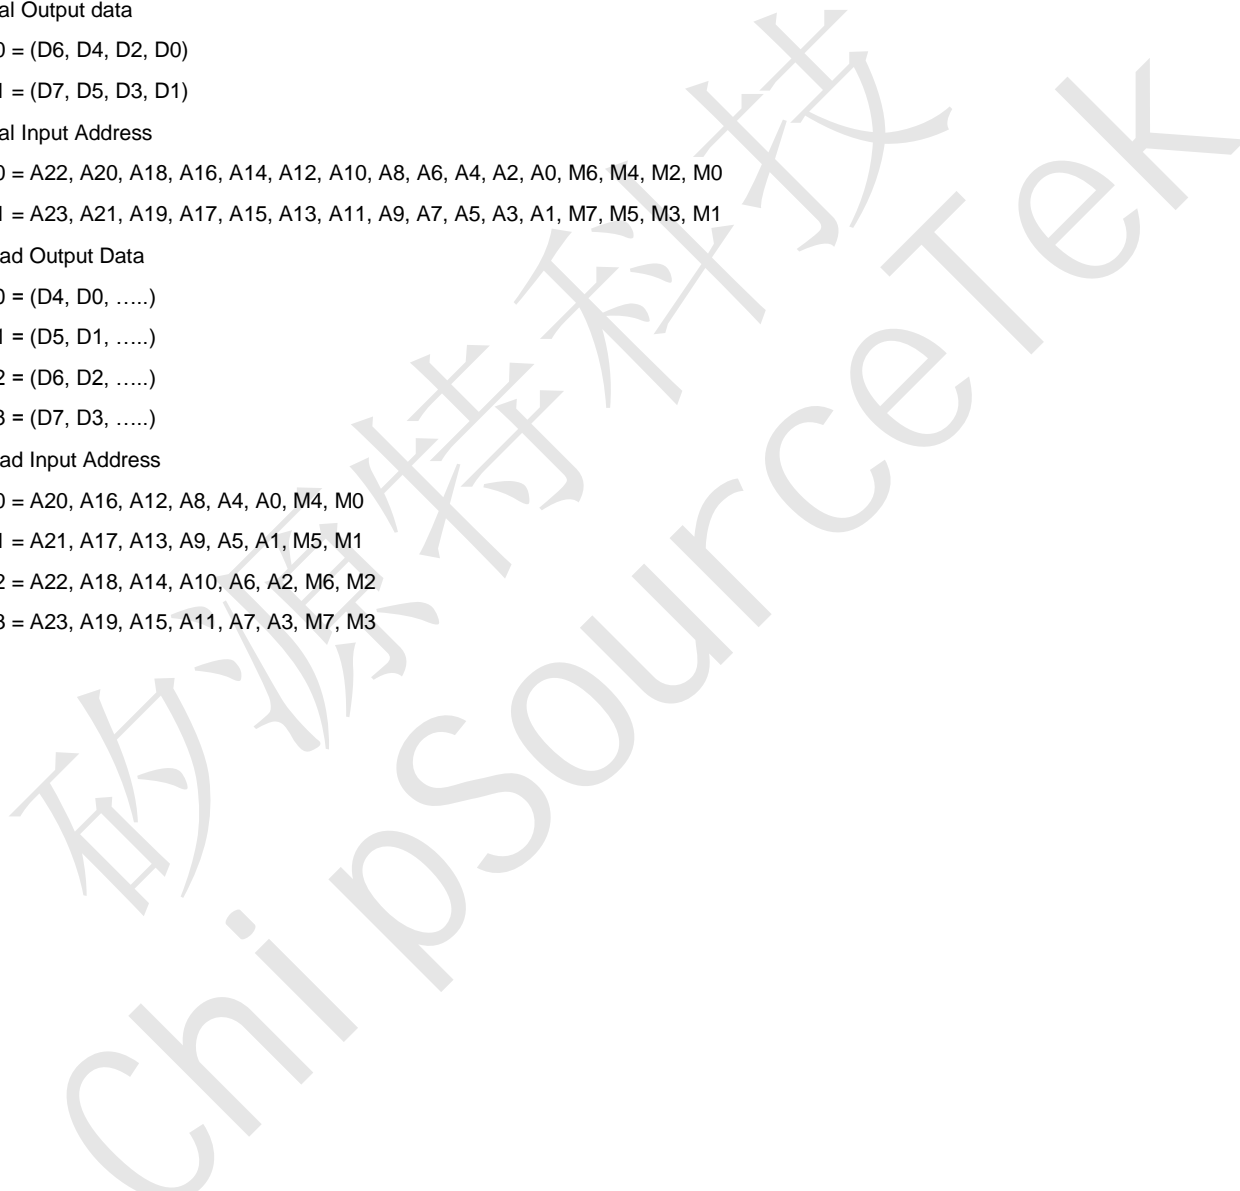 al Output data
0 = (D6, D4, D2, D0)
1 = (D7, D5, D3, D1)
al Input Address
0 = A22, A20, A18, A16, A14, A12, A10, A8, A6, A4, A2, A0, M6, M4, M2, M0
1 = A23, A21, A19, A17, A15, A13, A11, A9, A7, A5, A3, A1, M7, M5, M3, M1
ad Output Data
0 = (D4, D0, …..)
1 = (D5, D1, …..)
2 = (D6, D2, …..)
3 = (D7, D3, …..)
ad Input Address
0 = A20, A16, A12, A8, A4, A0, M4, M0
1 = A21, A17, A13, A9, A5, A1, M5, M1
2 = A22, A18, A14, A10, A6, A2, M6, M2
3 = A23, A19, A15, A11, A7, A3, M7, M3
矽源特科技
ChipSourceTek